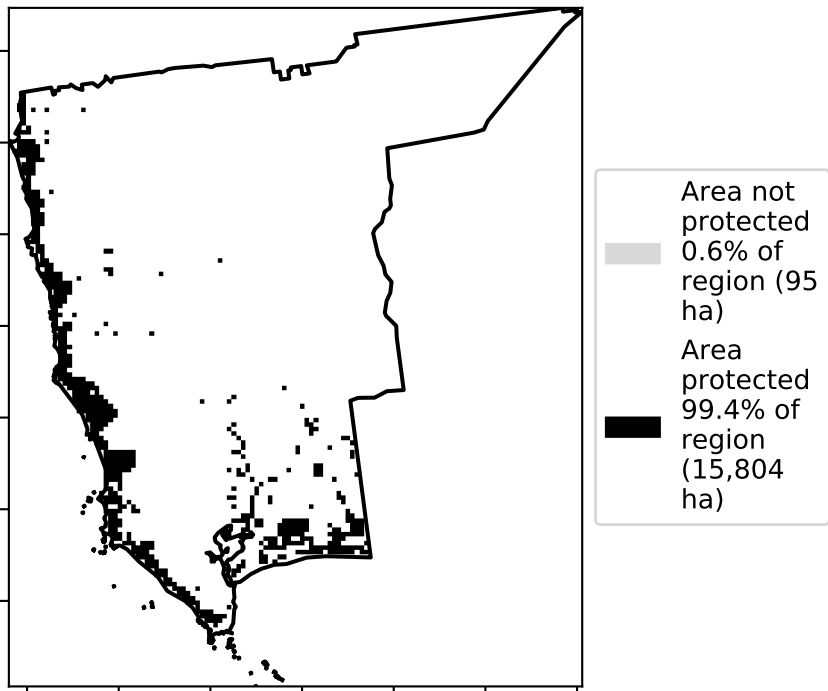 Area not
protected
0.6% of
region (95
ha)
Area
protected
99.4% of
region
(15,804
ha)